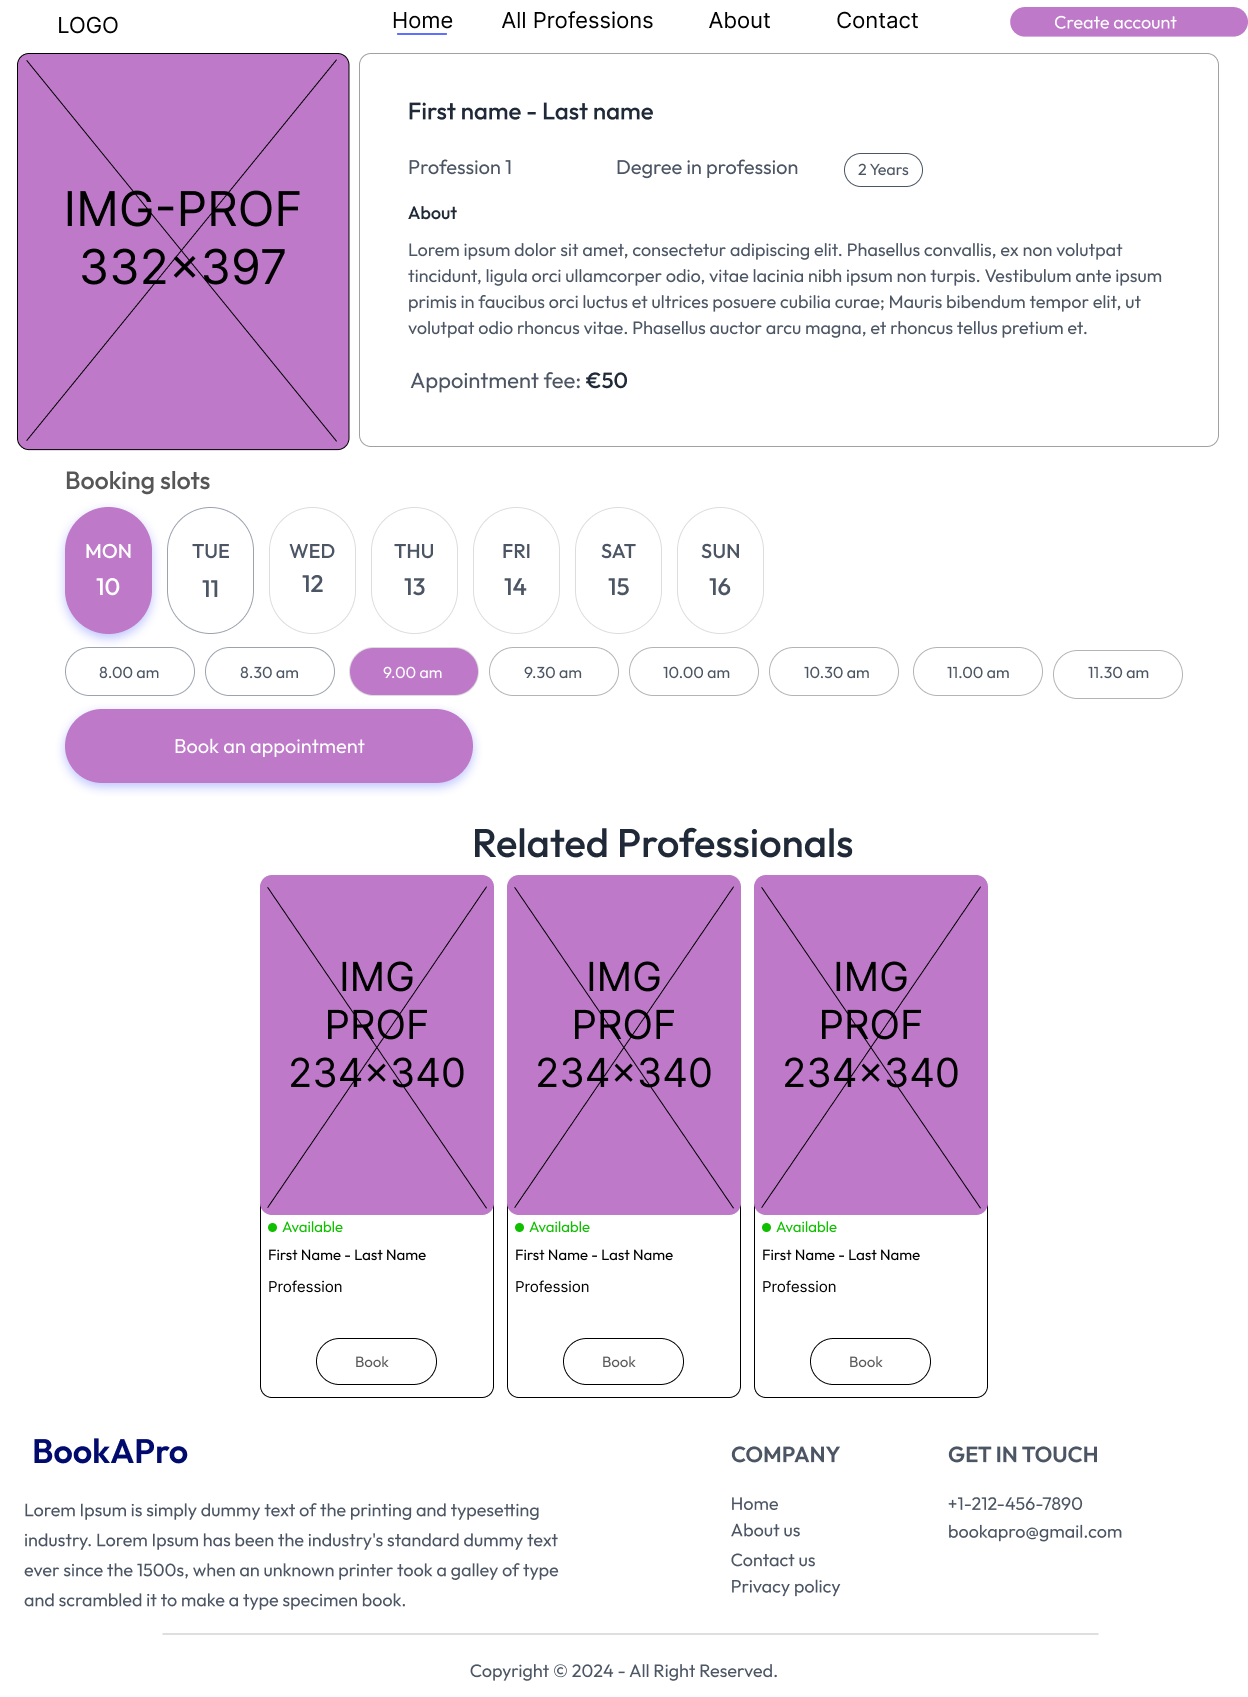 LOGO
Home
All Professions
About
Contact
Create account
IMG-PROF
332×397
First name - Last name
Profession 1
Degree in profession
2 Years
About
Lorem ipsum dolor sit amet, consectetur adipiscing elit. Phasellus convallis, ex non volutpat
tincidunt, ligula orci ullamcorper odio, vitae lacinia nibh ipsum non turpis. Vestibulum ante ipsum
primis in faucibus orci luctus et ultrices posuere cubilia curae; Mauris bibendum tempor elit, ut
volutpat odio rhoncus vitae. Phasellus auctor arcu magna, et rhoncus tellus pretium et.
Appointment fee: €50
Booking slots
MON
10
TUE
11
WED
12
THU
13
FRI
14
SAT
15
SUN
16
8.00 am
8.30 am
9.00 am
9.30 am
10.00 am
10.30 am
11.00 am
11.30 am
Book an appointment
Related Professionals
IMG
PROF
234×340
Available
First Name - Last Name
Profession
Book
IMG
PROF
234×340
Available
First Name - Last Name
Profession
Book
IMG
PROF
234×340
Available
First Name - Last Name
Profession
Book
BookAPro
Lorem Ipsum is simply dummy text of the printing and typesetting
industry. Lorem Ipsum has been the industry's standard dummy text
ever since the 1500s, when an unknown printer took a galley of type
and scrambled it to make a type specimen book.
COMPANY
Home
About us
Contact us
Privacy policy
GET IN TOUCH
+1-212-456-7890
bookapro@gmail.com
Copyright © 2024 - All Right Reserved.